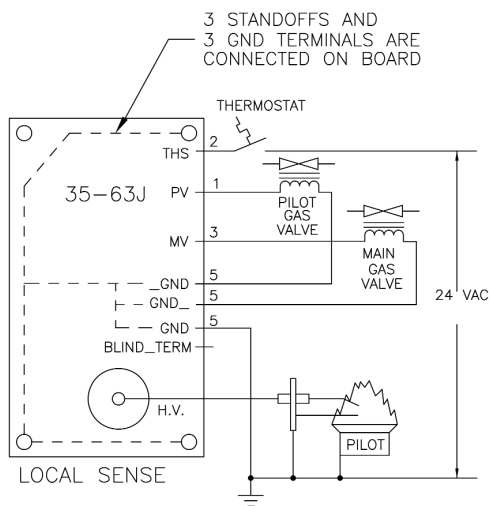 3 STANDOFFS AND
3 GND TERMINALS ARE
CONNECTED ON BOARD
THERMOSTAT
THS 2
35-63J
PV 1
PILOT
GAS
VALVE
MV 3
MAIN
GAS
VALVE
_GND 5
GND_ 5
GND 5
BLIND_TERM
24 VAC
H.V.
PILOT
LOCAL SENSE